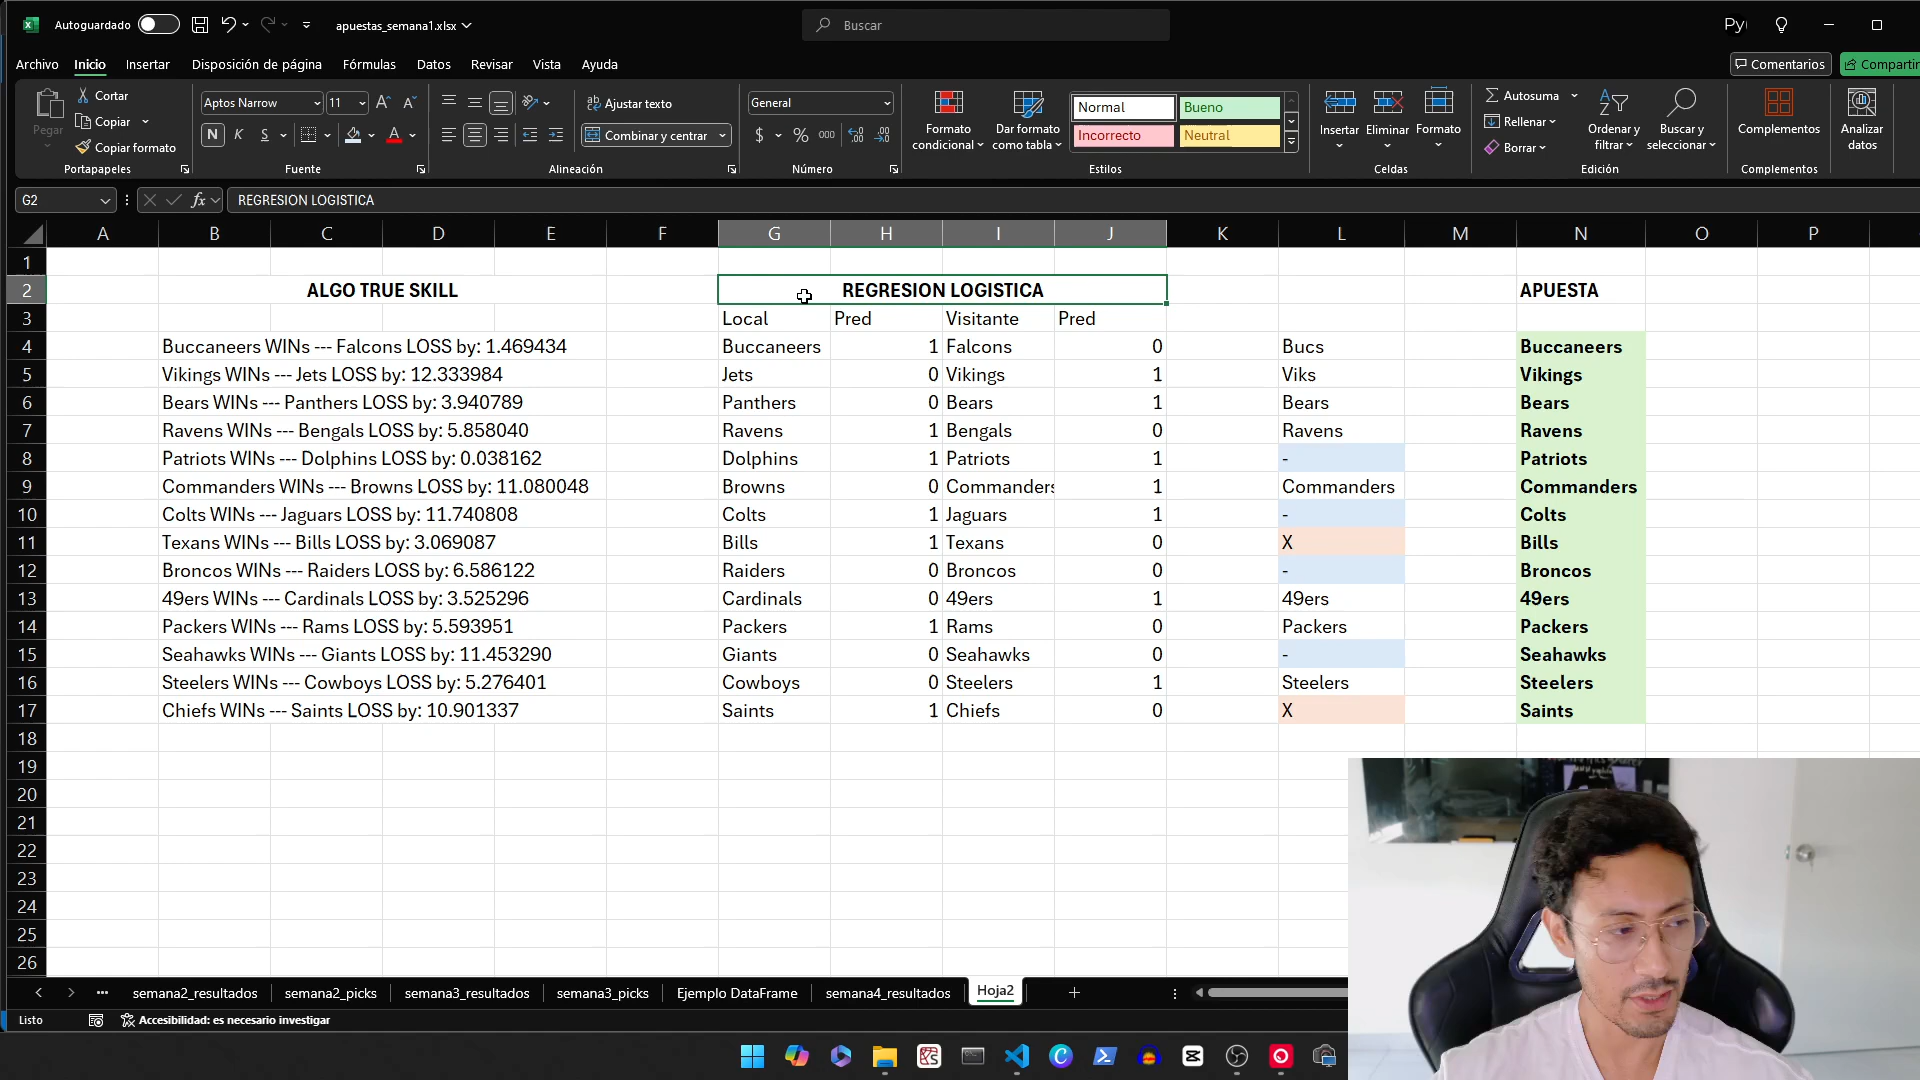 Autoguardado
apuestas_semana1.xlsx
Buscar
Py
Archivo Inicio Insertar Disposición de página Fórmulas Datos Revisar Vista Ayuda
Comentarios
Compartir
Pegar
Cortar
Copiar
Copiar formato
Portapapeles
Aptos Narrow 11
N K S
Fuente
Ajustar texto
Combinar y centrar
Alineación
General
$ % 000
Número
Formato condicional
Dar formato como tabla
Normal Bueno
Incorrecto Neutral
Estilos
Insertar Eliminar Formato
Celdas
Autosuma
Rellenar
Borrar
Ordenar y filtrar
Buscar y seleccionar
Edición
Complementos
Complementos
Analizar datos
G2 fx REGRESION LOGISTICA
A B C D E F G H I J K L M N O P
1
2 ALGO TRUE SKILL REGRESION LOGISTICA APUESTA
3 Local Pred Visitante Pred
4 Buccaneers WINs --- Falcons LOSS by: 1.469434 Buccaneers 1 Falcons 0 Bucs Buccaneers
5 Vikings WINs --- Jets LOSS by: 12.333984 Jets 0 Vikings 1 Viks Vikings
6 Bears WINs --- Panthers LOSS by: 3.940789 Panthers 0 Bears 1 Bears Bears
7 Ravens WINs --- Bengals LOSS by: 5.858040 Ravens 1 Bengals 0 Ravens Ravens
8 Patriots WINs --- Dolphins LOSS by: 0.038162 Dolphins 1 Patriots 1 - Patriots
9 Commanders WINs --- Browns LOSS by: 11.080048 Browns 0 Commanders 1 Commanders Commanders
10 Colts WINs --- Jaguars LOSS by: 11.740808 Colts 1 Jaguars 1 - Colts
11 Texans WINs --- Bills LOSS by: 3.069087 Bills 1 Texans 0 X Bills
12 Broncos WINs --- Raiders LOSS by: 6.586122 Raiders 0 Broncos 0 - Broncos
13 49ers WINs --- Cardinals LOSS by: 3.525296 Cardinals 0 49ers 1 49ers 49ers
14 Packers WINs --- Rams LOSS by: 5.593951 Packers 1 Rams 0 Packers Packers
15 Seahawks WINs --- Giants LOSS by: 11.453290 Giants 0 Seahawks 0 - Seahawks
16 Steelers WINs --- Cowboys LOSS by: 5.276401 Cowboys 0 Steelers 1 Steelers Steelers
17 Chiefs WINs --- Saints LOSS by: 10.901337 Saints 1 Chiefs 0 X Saints
18
19
20
21
22
23
24
25
26
semana2_resultados semana2_picks semana3_resultados semana3_picks Ejemplo DataFrame semana4_resultados Hoja2
Listo Accesibilidad: es necesario investigar